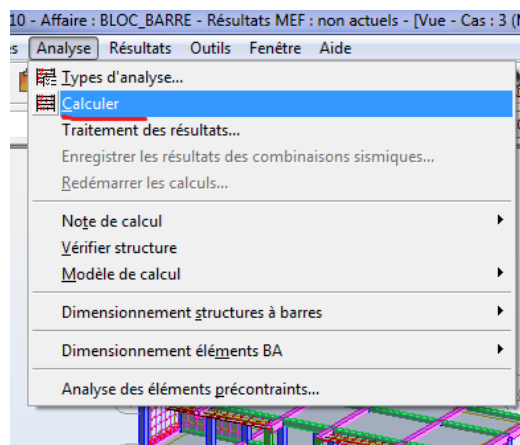 10 - Affaire : BLOC_BARRE - Résultats MEF : non actuels - [Vue - Cas : 3 (
Analyse Résultats Outils Fenêtre Aide
Types d'analyse...
Calculer
Traitement des résultats...
Enregistrer les résultats des combinaisons sismiques...
Redémarrer les calculs...
Note de calcul
Vérifier structure
Modèle de calcul
Dimensionnement structures à barres
Dimensionnement éléments BA
Analyse des éléments précontraints...